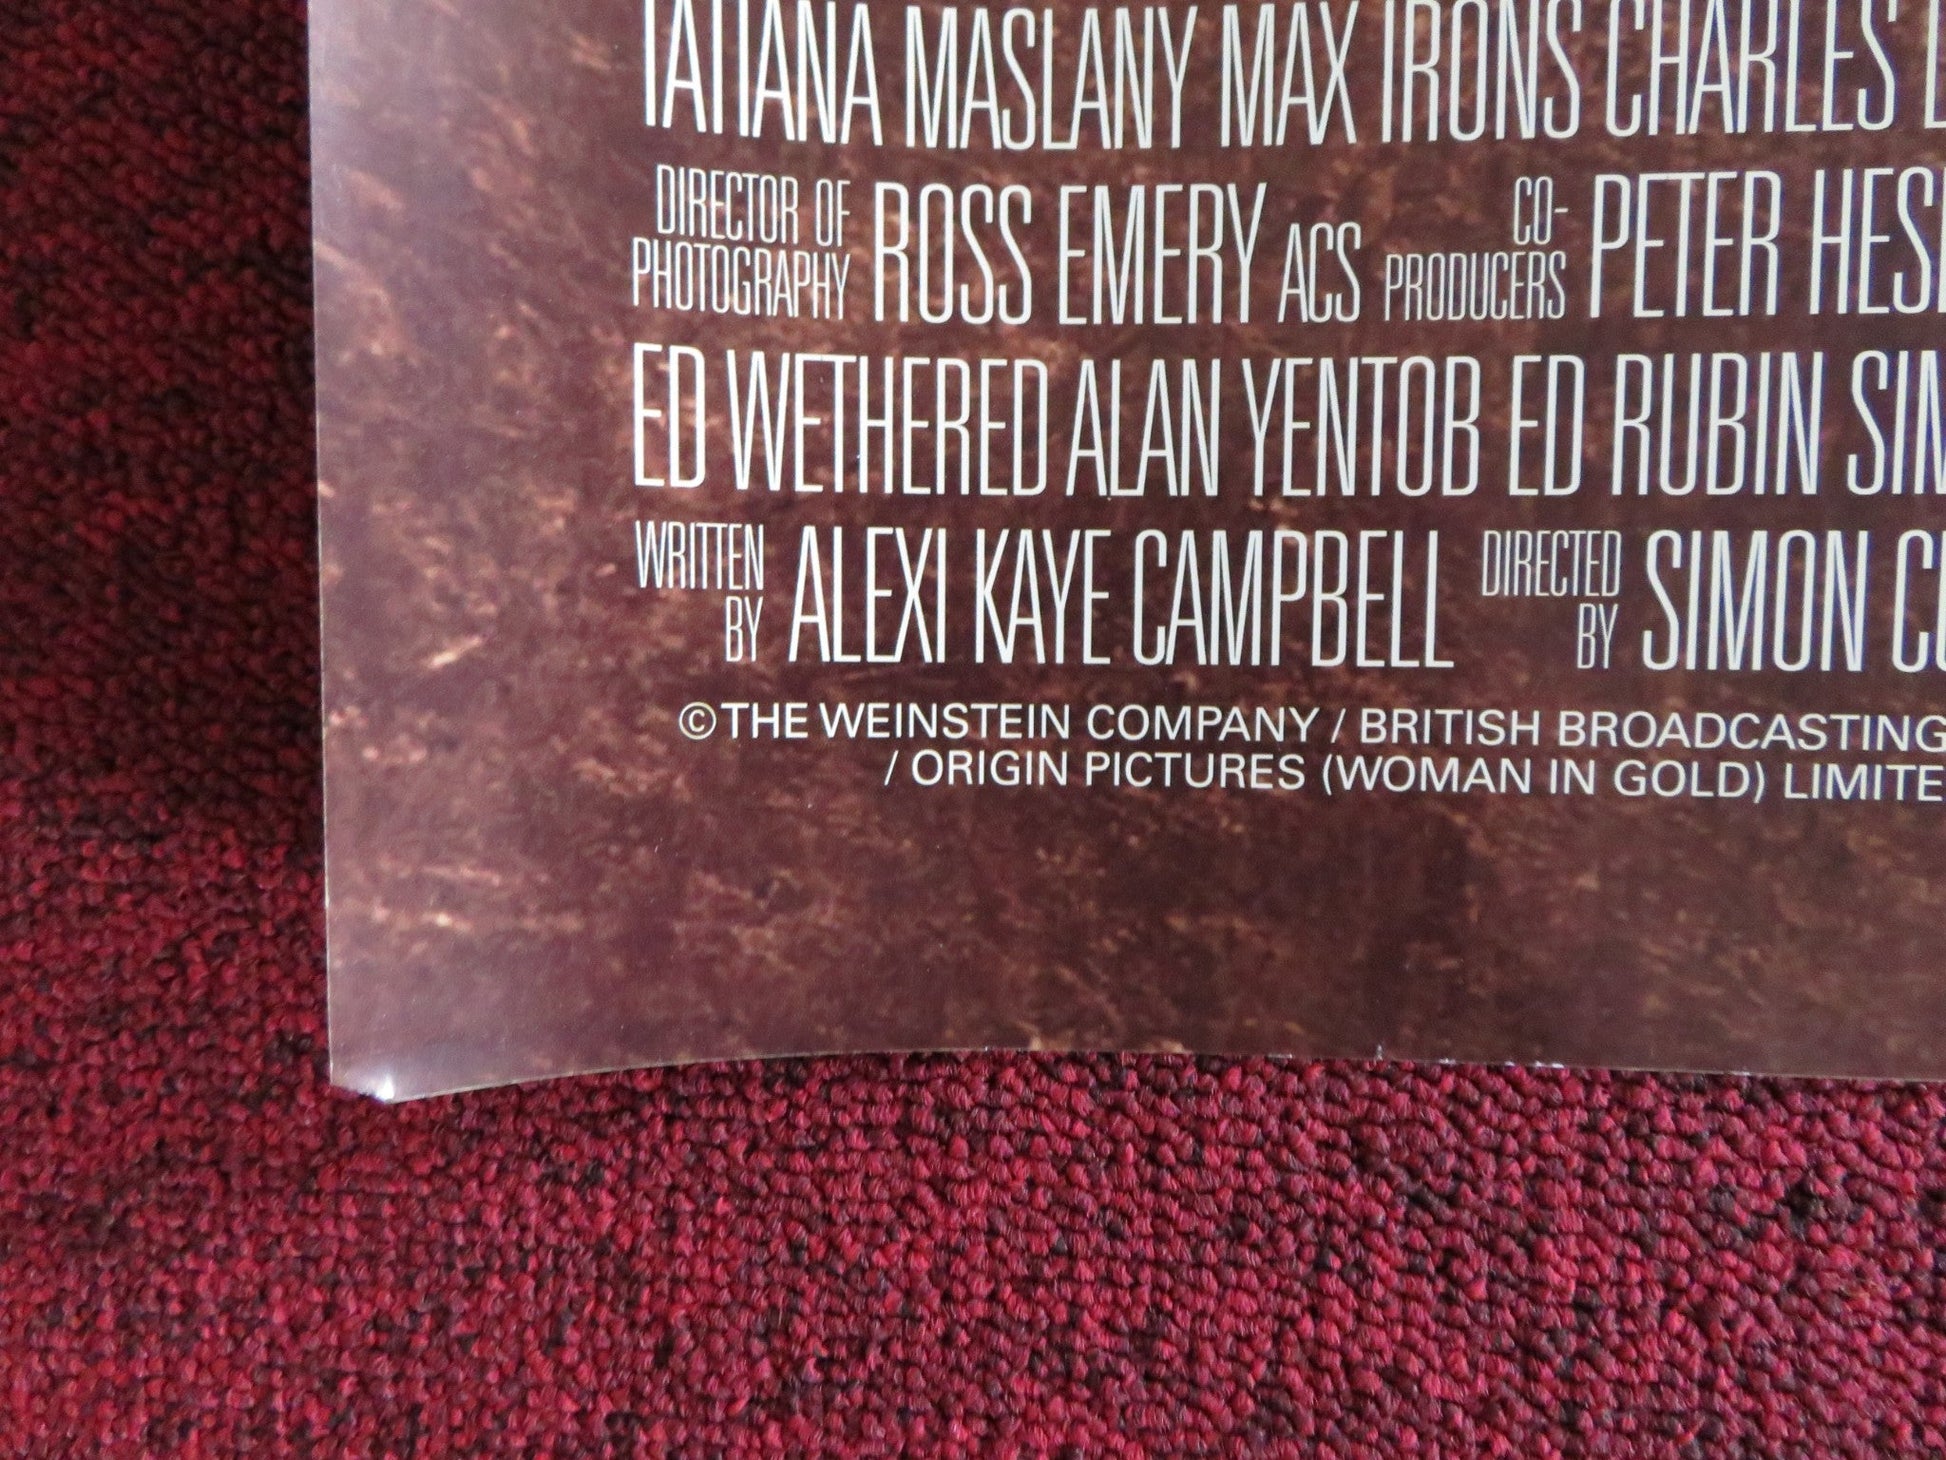 TATIANA MASLANY MAX IRONS CHARLES
DIRECTOR OF PHOTOGRAPHY ROSS EMERY ACS CO-PRODUCERS PETER
ED WETHERED ALAN YENTOB ED RUBIN
WRITTEN BY ALEXI KAYE CAMPBELL DIRECTED BY SIMON
©THE WEINSTEIN COMPANY / BRITISH BROADCASTING
/ ORIGIN PICTURES (WOMAN IN GOLD)